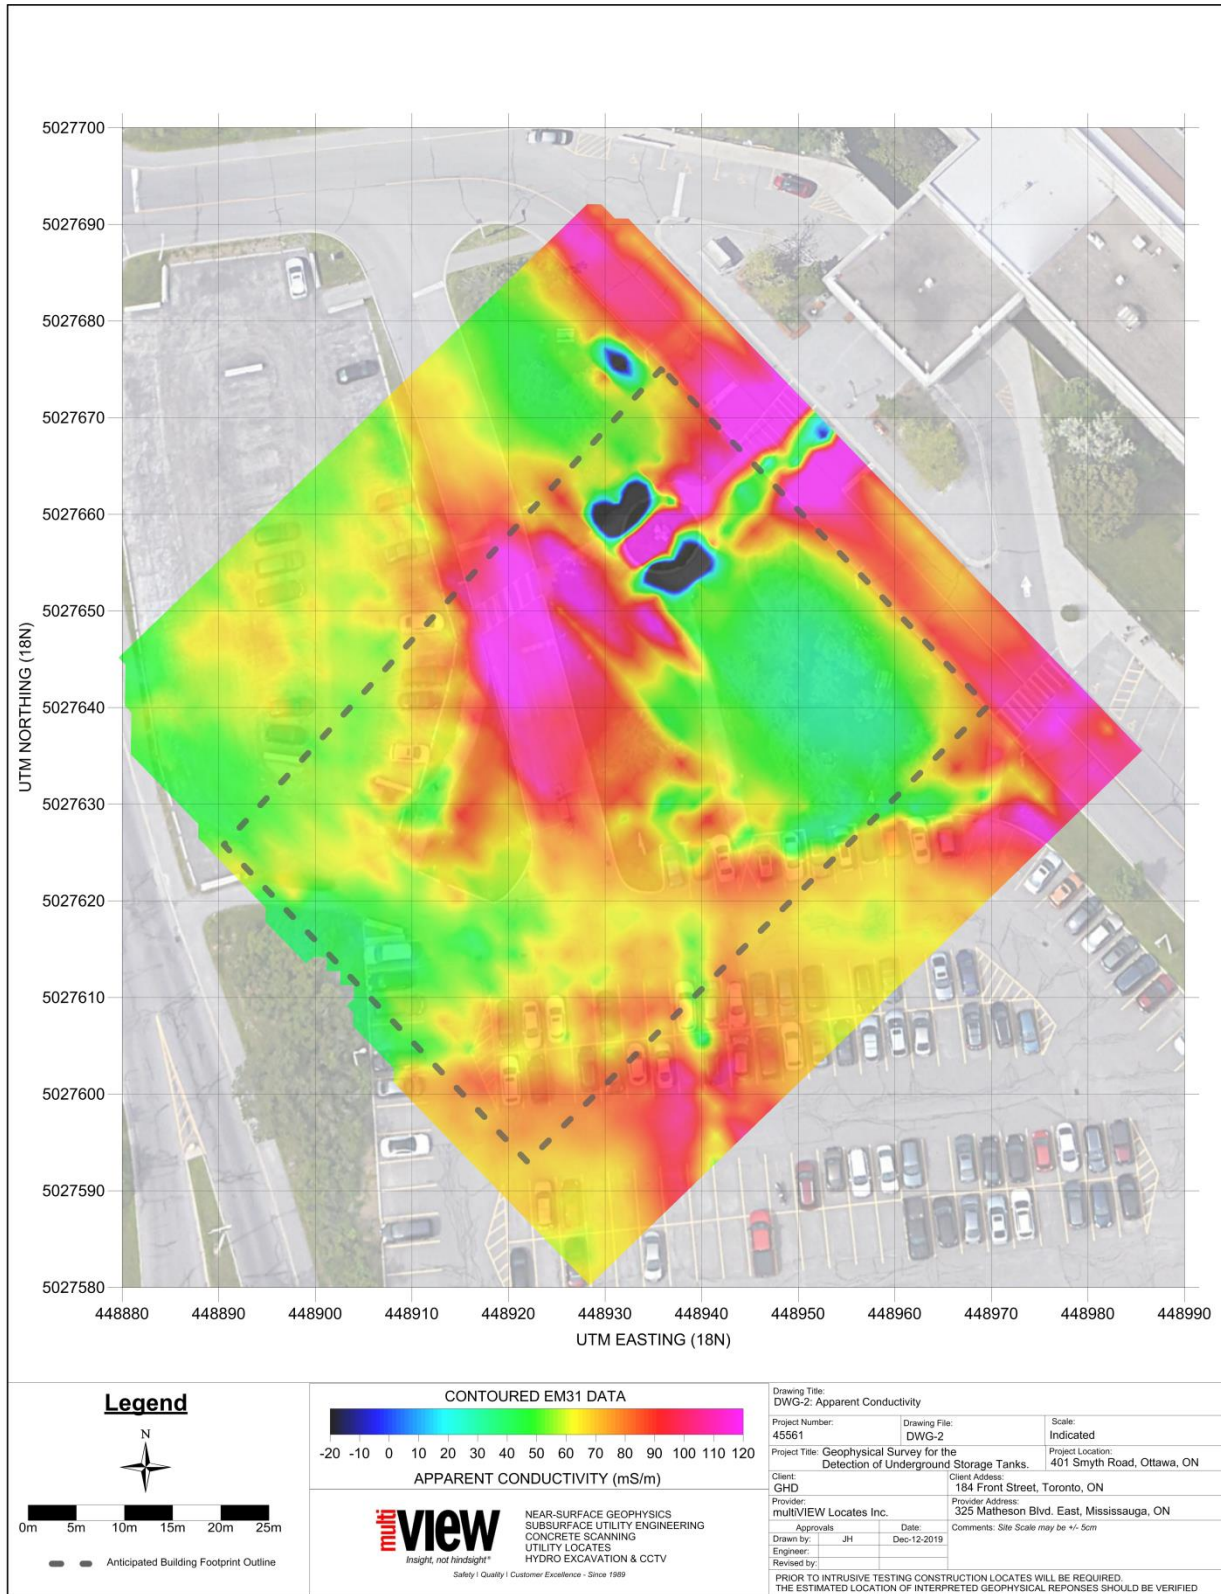 5027700
5027690
5027680
5027670
5027660
5027650
5027640
5027630
5027620
5027610
5027600
5027590
5027580
UTM NORTHING (18N)
448880 448890 448900 448910 448920 448930 448940 448950 448960 448970 448980 448990
UTM EASTING (18N)
Legend
N
0m 5m 10m 15m 20m 25m
Anticipated Building Footprint Outline
CONTOURED EM31 DATA
-20 -10 0 10 20 30 40 50 60 70 80 90 100 110 120
APPARENT CONDUCTIVITY (mS/m)
multiVIEW
Insight, not hindsight®
NEAR-SURFACE GEOPHYSICS
SUBSURFACE UTILITY ENGINEERING
CONCRETE SCANNING
UTILITY LOCATES
HYDRO EXCAVATION & CCTV
Safety | Quality | Customer Excellence - Since 1989
Drawing Title:
DWG-2: Apparent Conductivity
Project Number:
45561
Drawing File:
DWG-2
Scale:
Indicated
Project Title: Geophysical Survey for the
Detection of Underground Storage Tanks.
Project Location:
401 Smyth Road, Ottawa, ON
Client:
GHD
Client Addess:
184 Front Street, Toronto, ON
Provider:
multiVIEW Locates Inc.
Provider Address:
325 Matheson Blvd. East, Mississauga, ON
Approvals Date:
Drawn by: JH Dec-12-2019
Engineer:
Revised by:
Comments: Site Scale may be +/- 5cm
PRIOR TO INTRUSIVE TESTING CONSTRUCTION LOCATES WILL BE REQUIRED.
THE ESTIMATED LOCATION OF INTERPRETED GEOPHYSICAL REPONSES SHOULD BE VERIFIED